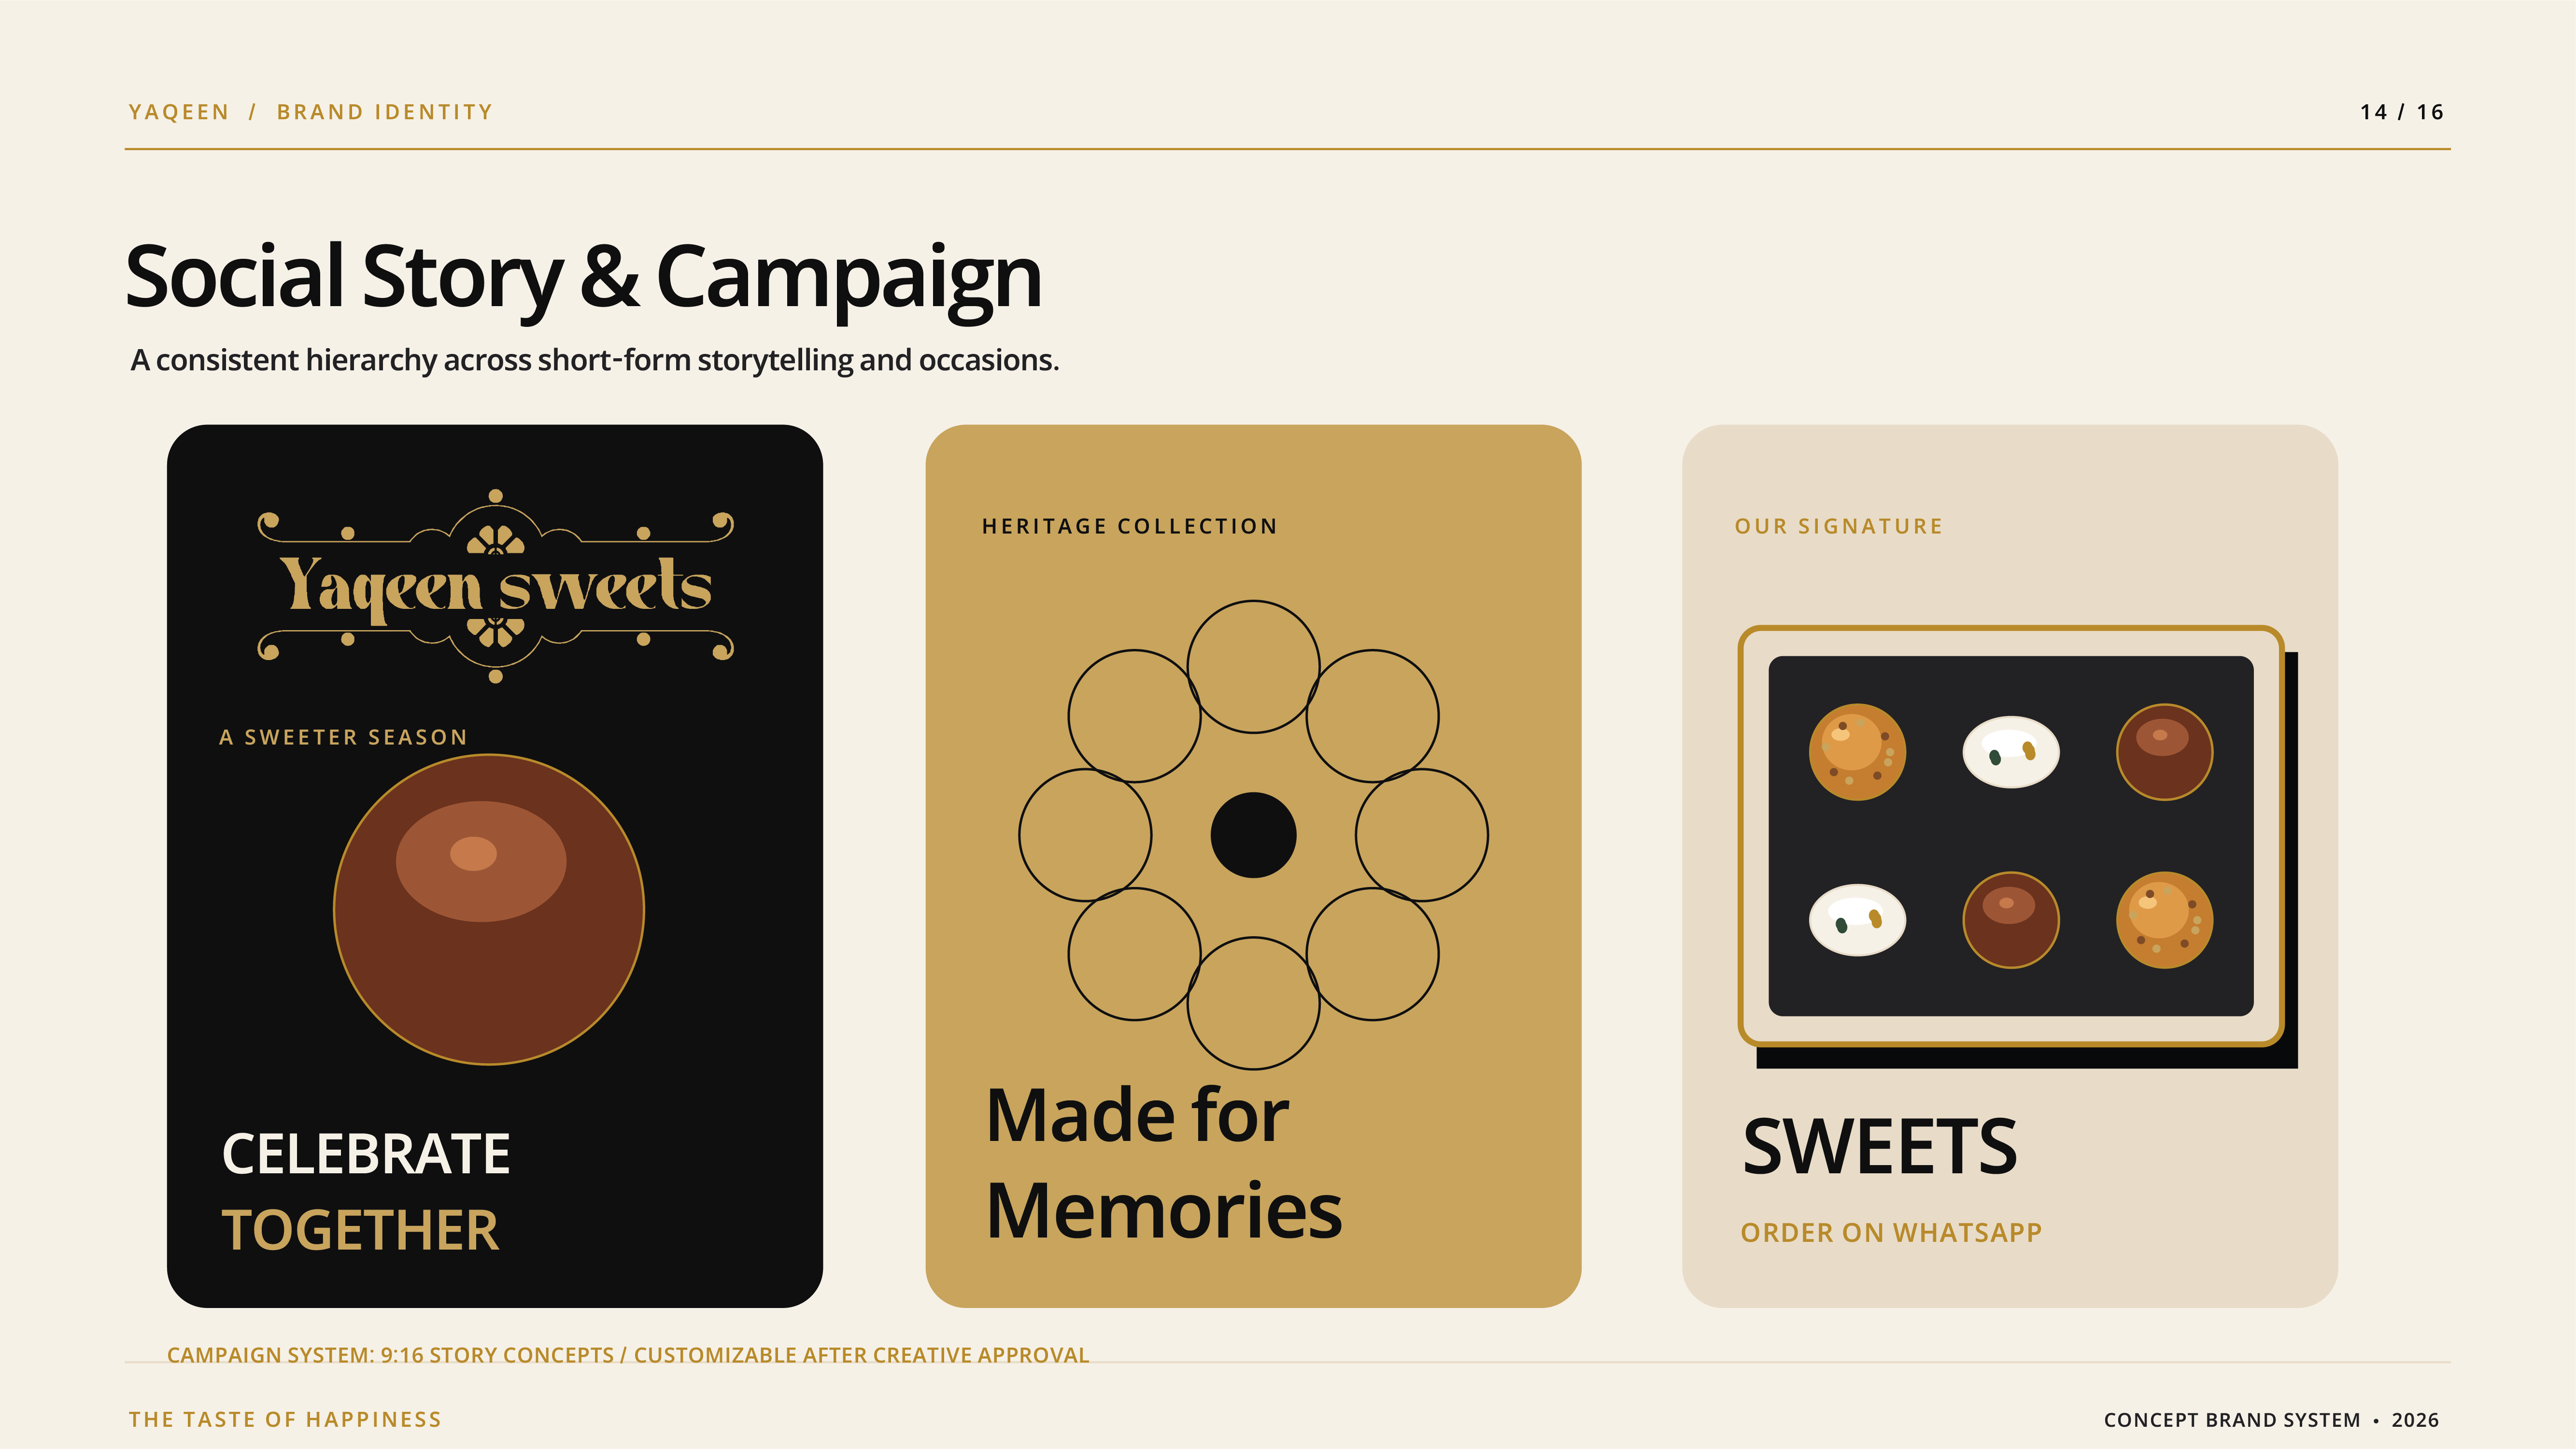 YAQEEN / BRAND IDENTITY
14 / 16
Social Story & Campaign
A consistent hierarchy across short-form storytelling and occasions.
Yaqeen sweets
A SWEETER SEASON
CELEBRATE
TOGETHER
HERITAGE COLLECTION
Made for
Memories
OUR SIGNATURE
SWEETS
ORDER ON WHATSAPP
CAMPAIGN SYSTEM: 9:16 STORY CONCEPTS / CUSTOMIZABLE AFTER CREATIVE APPROVAL
THE TASTE OF HAPPINESS
CONCEPT BRAND SYSTEM • 2026